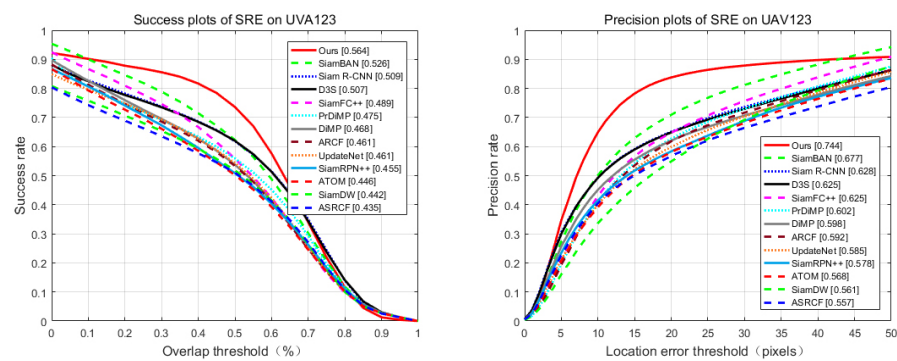 Success plots of SRE on UVA123
1
0.9
0.8
0.7
0.6
0.5
0.4
0.3
0.2
0.1
0
Success rate
0 0.1 0.2 0.3 0.4 0.5 0.6 0.7 0.8 0.9 1
Overlap threshold（%）
Ours [0.564]
SiamBAN [0.526]
Siam R-CNN [0.509]
D3S [0.507]
SiamFC++ [0.489]
PrDiMP [0.475]
DiMP [0.468]
ARCF [0.461]
UpdateNet [0.461]
SiamRPN++ [0.455]
ATOM [0.446]
SiamDW [0.442]
ASRCF [0.435]
Precision plots of SRE on UAV123
1
0.9
0.8
0.7
0.6
0.5
0.4
0.3
0.2
0.1
0
Precision rate
0 5 10 15 20 25 30 35 40 45 50
Location error threshold（pixels）
Ours [0.744]
SiamBAN [0.677]
Siam R-CNN [0.628]
D3S [0.625]
SiamFC++ [0.625]
PrDiMP [0.602]
DiMP [0.598]
ARCF [0.592]
UpdateNet [0.585]
SiamRPN++ [0.578]
ATOM [0.568]
SiamDW [0.561]
ASRCF [0.557]